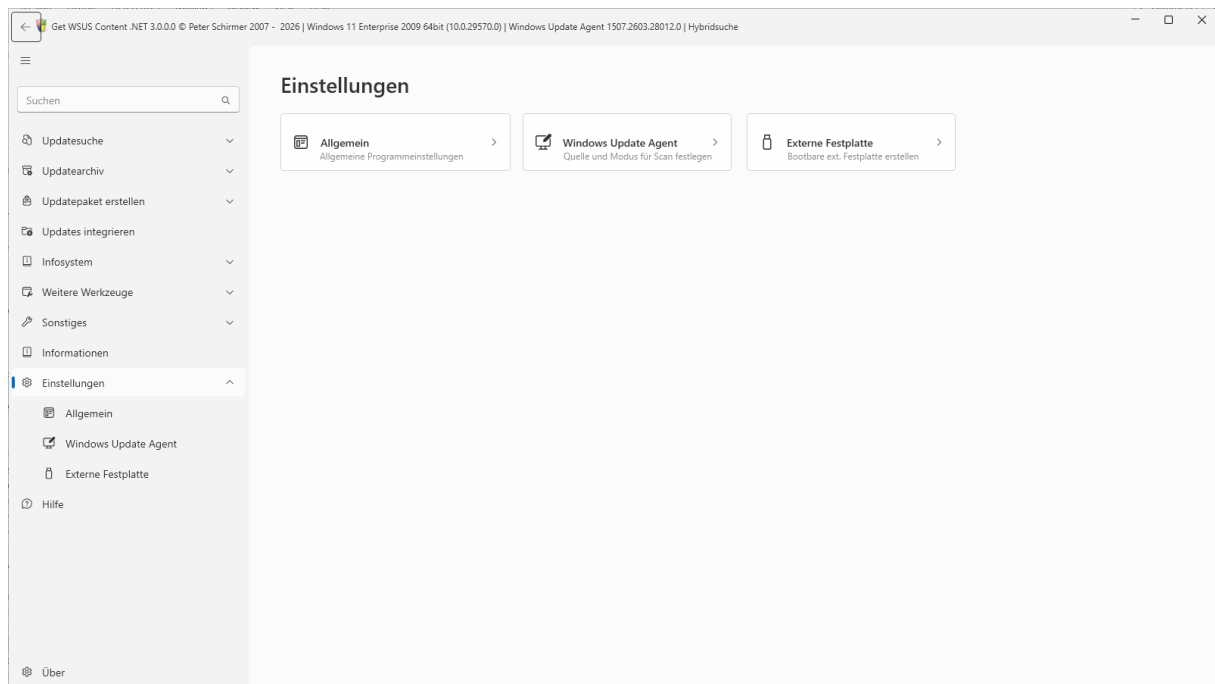 Get WSUS Content .NET 3.0.0.0 © Peter Schirmer 2007 - 2026 | Windows 11 Enterprise 2009 64bit (10.0.29570.0) | Windows Update Agent 1507.2603.28012.0 | Hybridsuche
Suchen
Updatesuche
Updatearchiv
Updatepaket erstellen
Updates integrieren
Infosystem
Weitere Werkzeuge
Sonstiges
Informationen
Einstellungen
Allgemein
Windows Update Agent
Externe Festplatte
Hilfe
Über
Einstellungen
Allgemein
Allgemeine Programmeinstellungen
Windows Update Agent
Quelle und Modus für Scan festlegen
Externe Festplatte
Bootbare ext. Festplatte erstellen